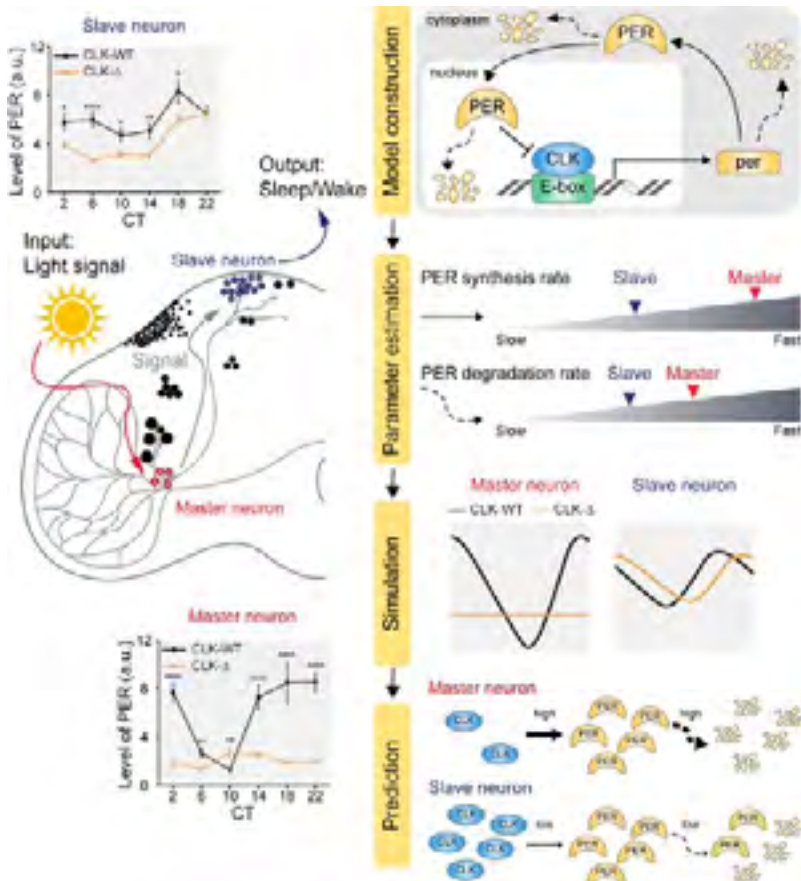 Slave neuron
Level of PER (a.u.)
12
8
4
0
CLK-WT
CLK-Δ
2 6 10 14 18 22
CT
Output:
Sleep/Wake
Input:
Light signal
Slave neuron
Signal
Master neuron
Master neuron
Level of PER (a.u.)
12
8
4
0
CLK-WT
CLK-Δ
2 6 10 14 18 22
CT
Model construction
cytoplasm
PER
nucleus
PER
CLK
E-box
per
Parameter estimation
PER synthesis rate
Slave
Master
Slow
Fast
PER degradation rate
Slave
Master
Slow
Fast
Simulation
Master neuron
Slave neuron
CLK-WT
CLK-Δ
Prediction
Master neuron
CLK
CLK
high
PER
PER
PER
PER
PER
PER
high
Slave neuron
CLK
CLK
CLK
CLK
CLK
low
PER
PER
PER
PER
PER
PER
low
PER
PER